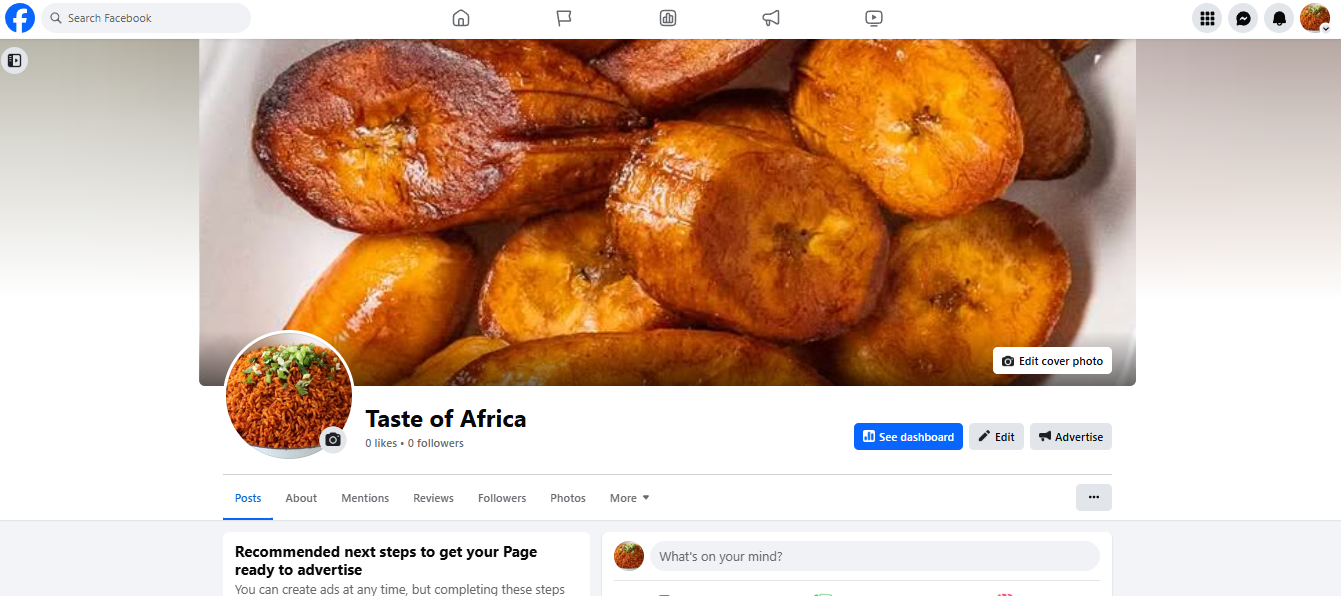 Search Facebook
Edit cover photo
Taste of Africa
0 likes • 0 followers
See dashboard
Edit
Advertise
Posts
About
Mentions
Reviews
Followers
Photos
More
Recommended next steps to get your Page
ready to advertise
You can create ads at any time, but completing these steps
What's on your mind?